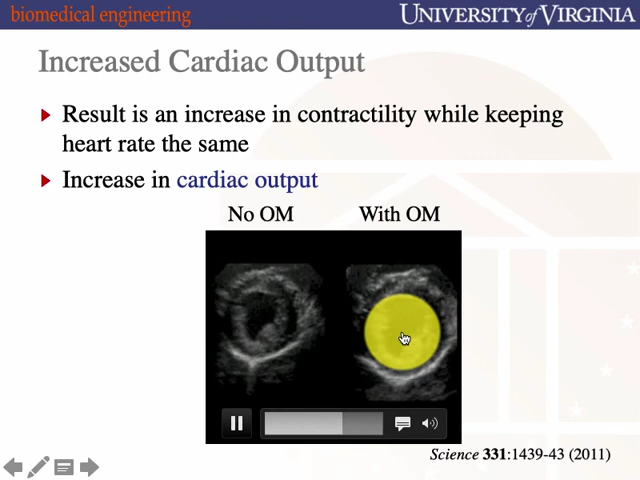 biomedical engineering
UNIVERSITY of VIRGINIA
Increased Cardiac Output
Result is an increase in contractility while keeping
heart rate the same
Increase in cardiac output
No OM
With OM
Science 331:1439-43 (2011)